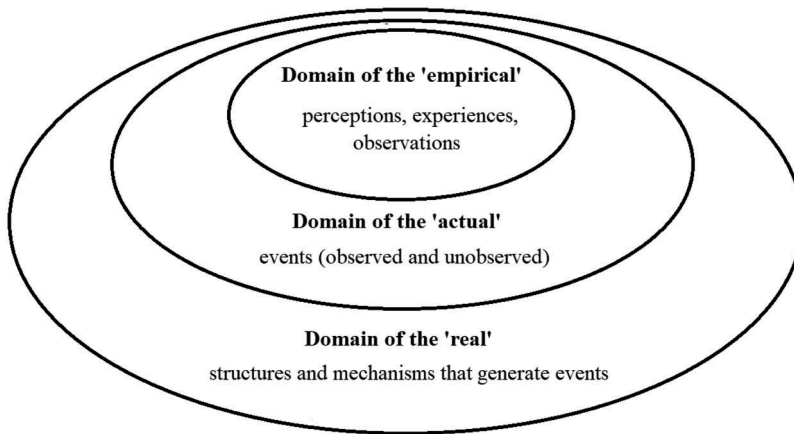 Domain of the 'empirical'
perceptions, experiences,
observations
Domain of the 'actual'
events (observed and unobserved)
Domain of the 'real'
structures and mechanisms that generate events